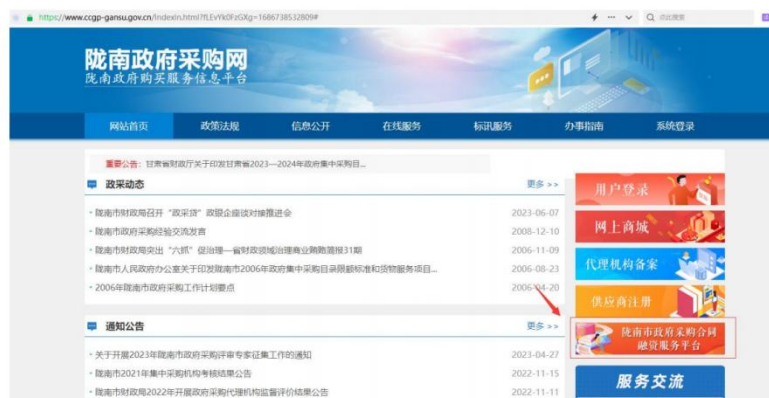 https://www.ccgp-gansu.gov.cn/IndexIn.html?fLEvYk0FzGXg=1686738532809#
点此搜索
陇南政府采购网
陇南政府购买服务信息平台
网站首页 政策法规 信息公开 在线服务 标讯服务 办事指南 系统登录
重要公告：甘肃省财政厅关于印发甘肃省2023—2024年政府集中采购目...
政采动态 更多 >>
陇南市财政局召开“政采贷”政银企座谈对接推进会 2023-06-07
陇南市政府采购经验交流发言 2008-12-10
陇南市财政局突出“六抓”促治理—省财政领域治理商业贿赂简报31期 2006-11-09
陇南市人民政府办公室关于印发陇南市2006年政府集中采购目录限额标准和货物服务项目... 2006-08-23
2006年陇南市政府采购工作计划要点 2006-04-20
通知公告 更多 >>
关于开展2023年陇南市政府采购评审专家征集工作的通知 2023-04-27
陇南市2021年集中采购机构考核结果公告 2022-11-15
陇南市财政局2022年开展政府采购代理机构监督评价结果公告 2022-11-11
用户登录
网上商城
代理机构备案
供应商注册
陇南市政府采购合同
融资服务平台
服务交流